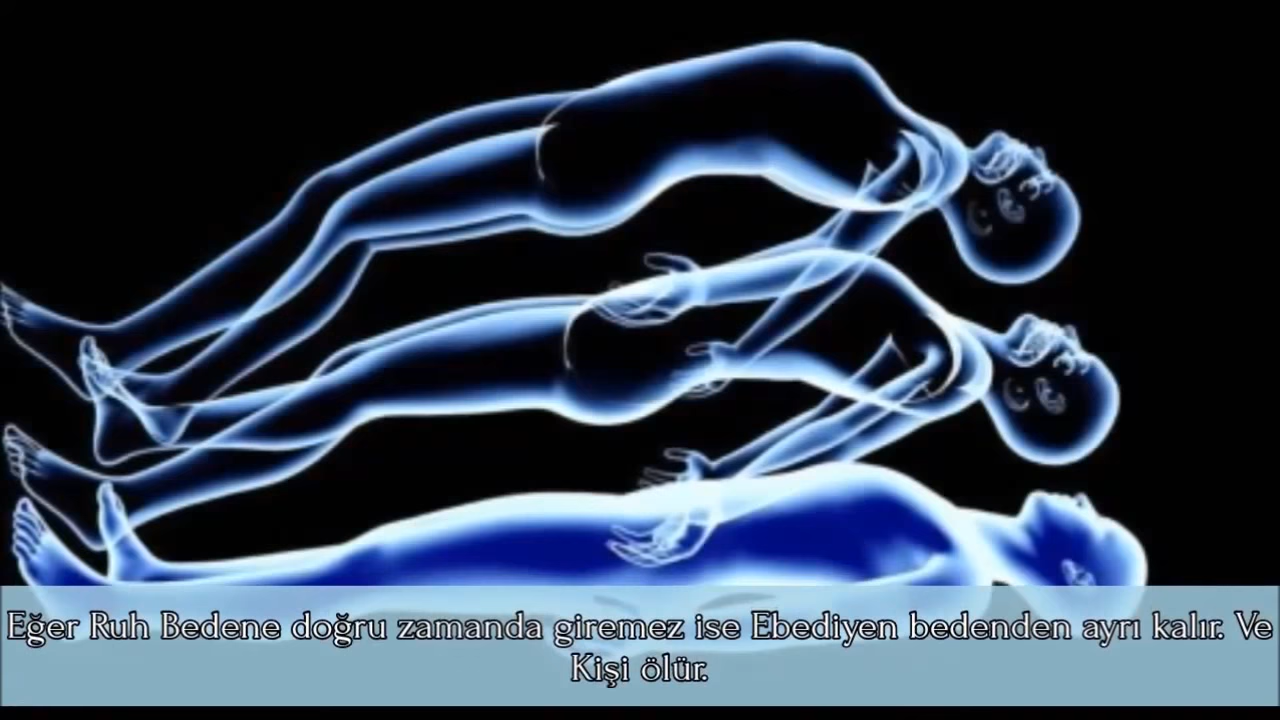 Eğer Ruh Bedene doğru zamanda giremez ise Ebediyen bedenden ayrı kalır. Ve
Kişi ölür.